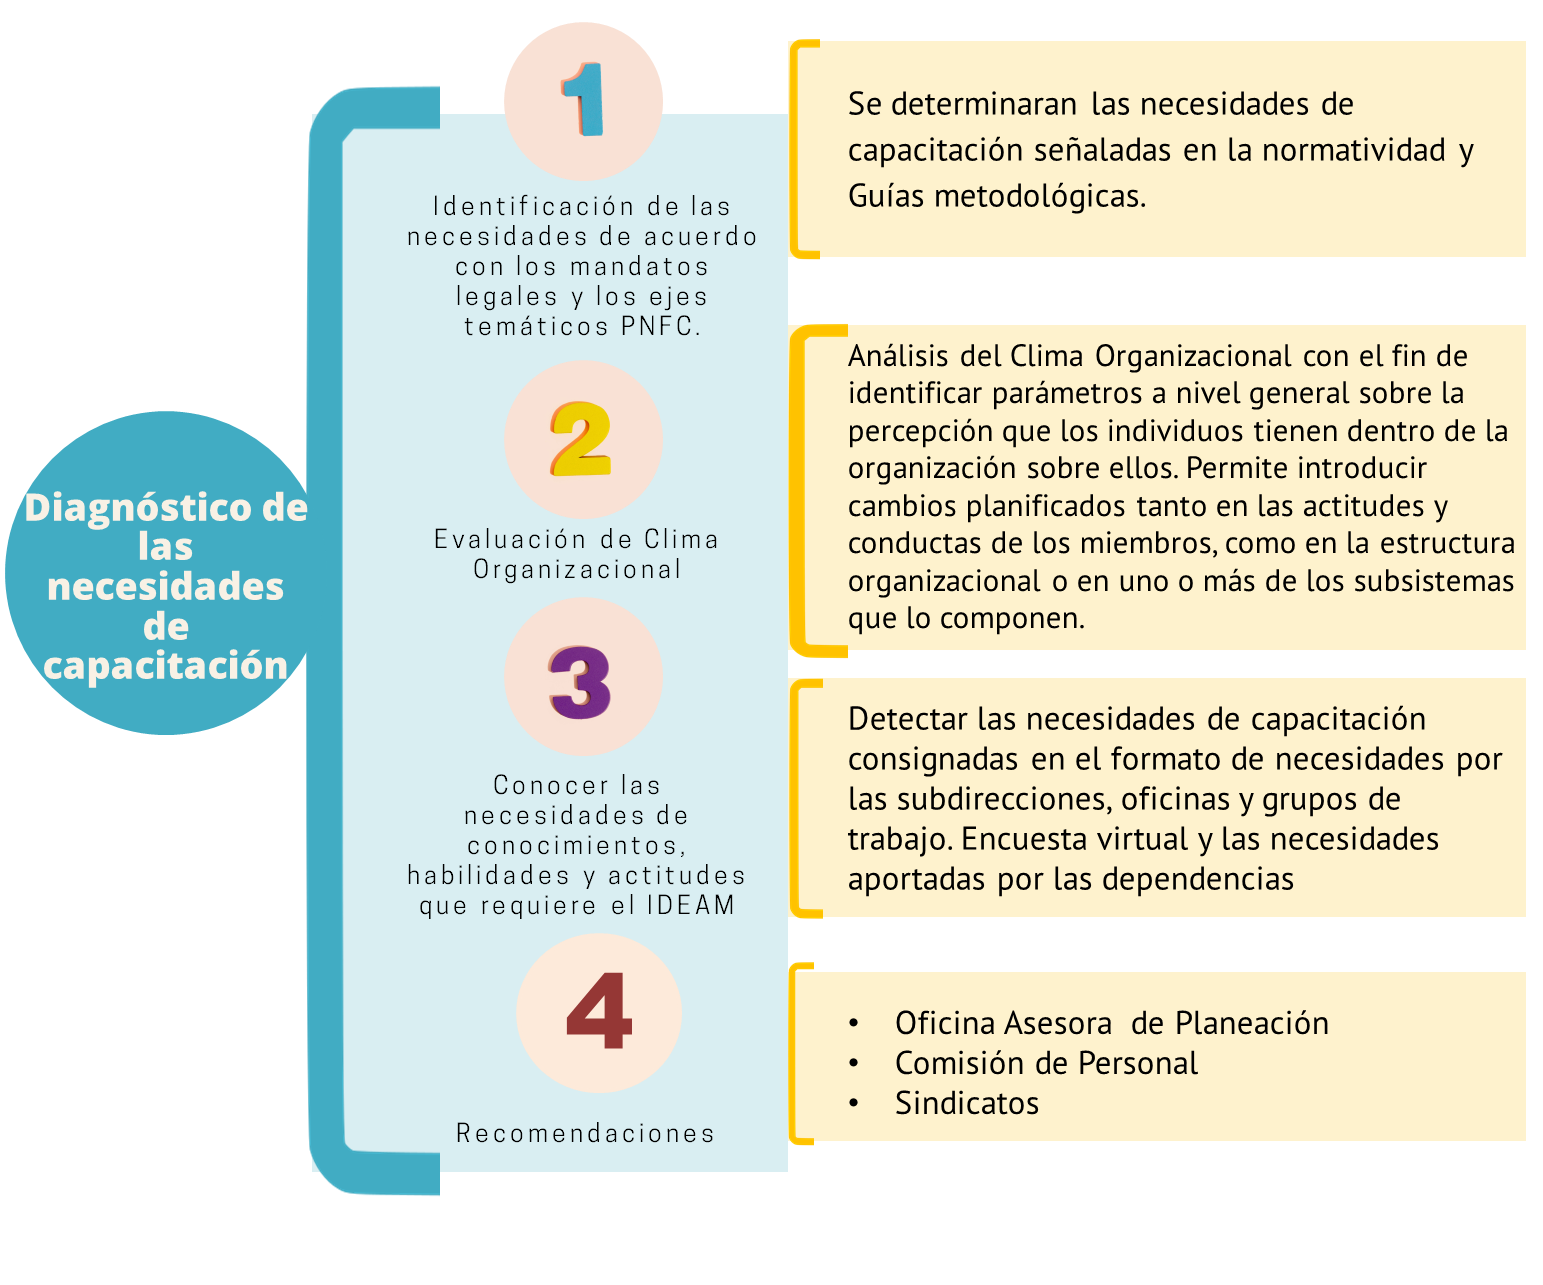 Diagnóstico de
las
necesidades
de
capacitación
1
Identificación de las
necesidades de acuerdo
con los mandatos
legales y los ejes
temáticos PNFC.
Se determinaran las necesidades de
capacitación señaladas en la normatividad y
Guías metodológicas.
2
Evaluación de Clima
Organizacional
Análisis del Clima Organizacional con el fin de
identificar parámetros a nivel general sobre la
percepción que los individuos tienen dentro de la
organización sobre ellos. Permite introducir
cambios planificados tanto en las actitudes y
conductas de los miembros, como en la estructura
organizacional o en uno o más de los subsistemas
que lo componen.
3
Conocer las
necesidades de
conocimientos,
habilidades y actitudes
que requiere el IDEAM
Detectar las necesidades de capacitación
consignadas en el formato de necesidades por
las subdirecciones, oficinas y grupos de
trabajo. Encuesta virtual y las necesidades
aportadas por las dependencias
4
Recomendaciones
• Oficina Asesora de Planeación
• Comisión de Personal
• Sindicatos